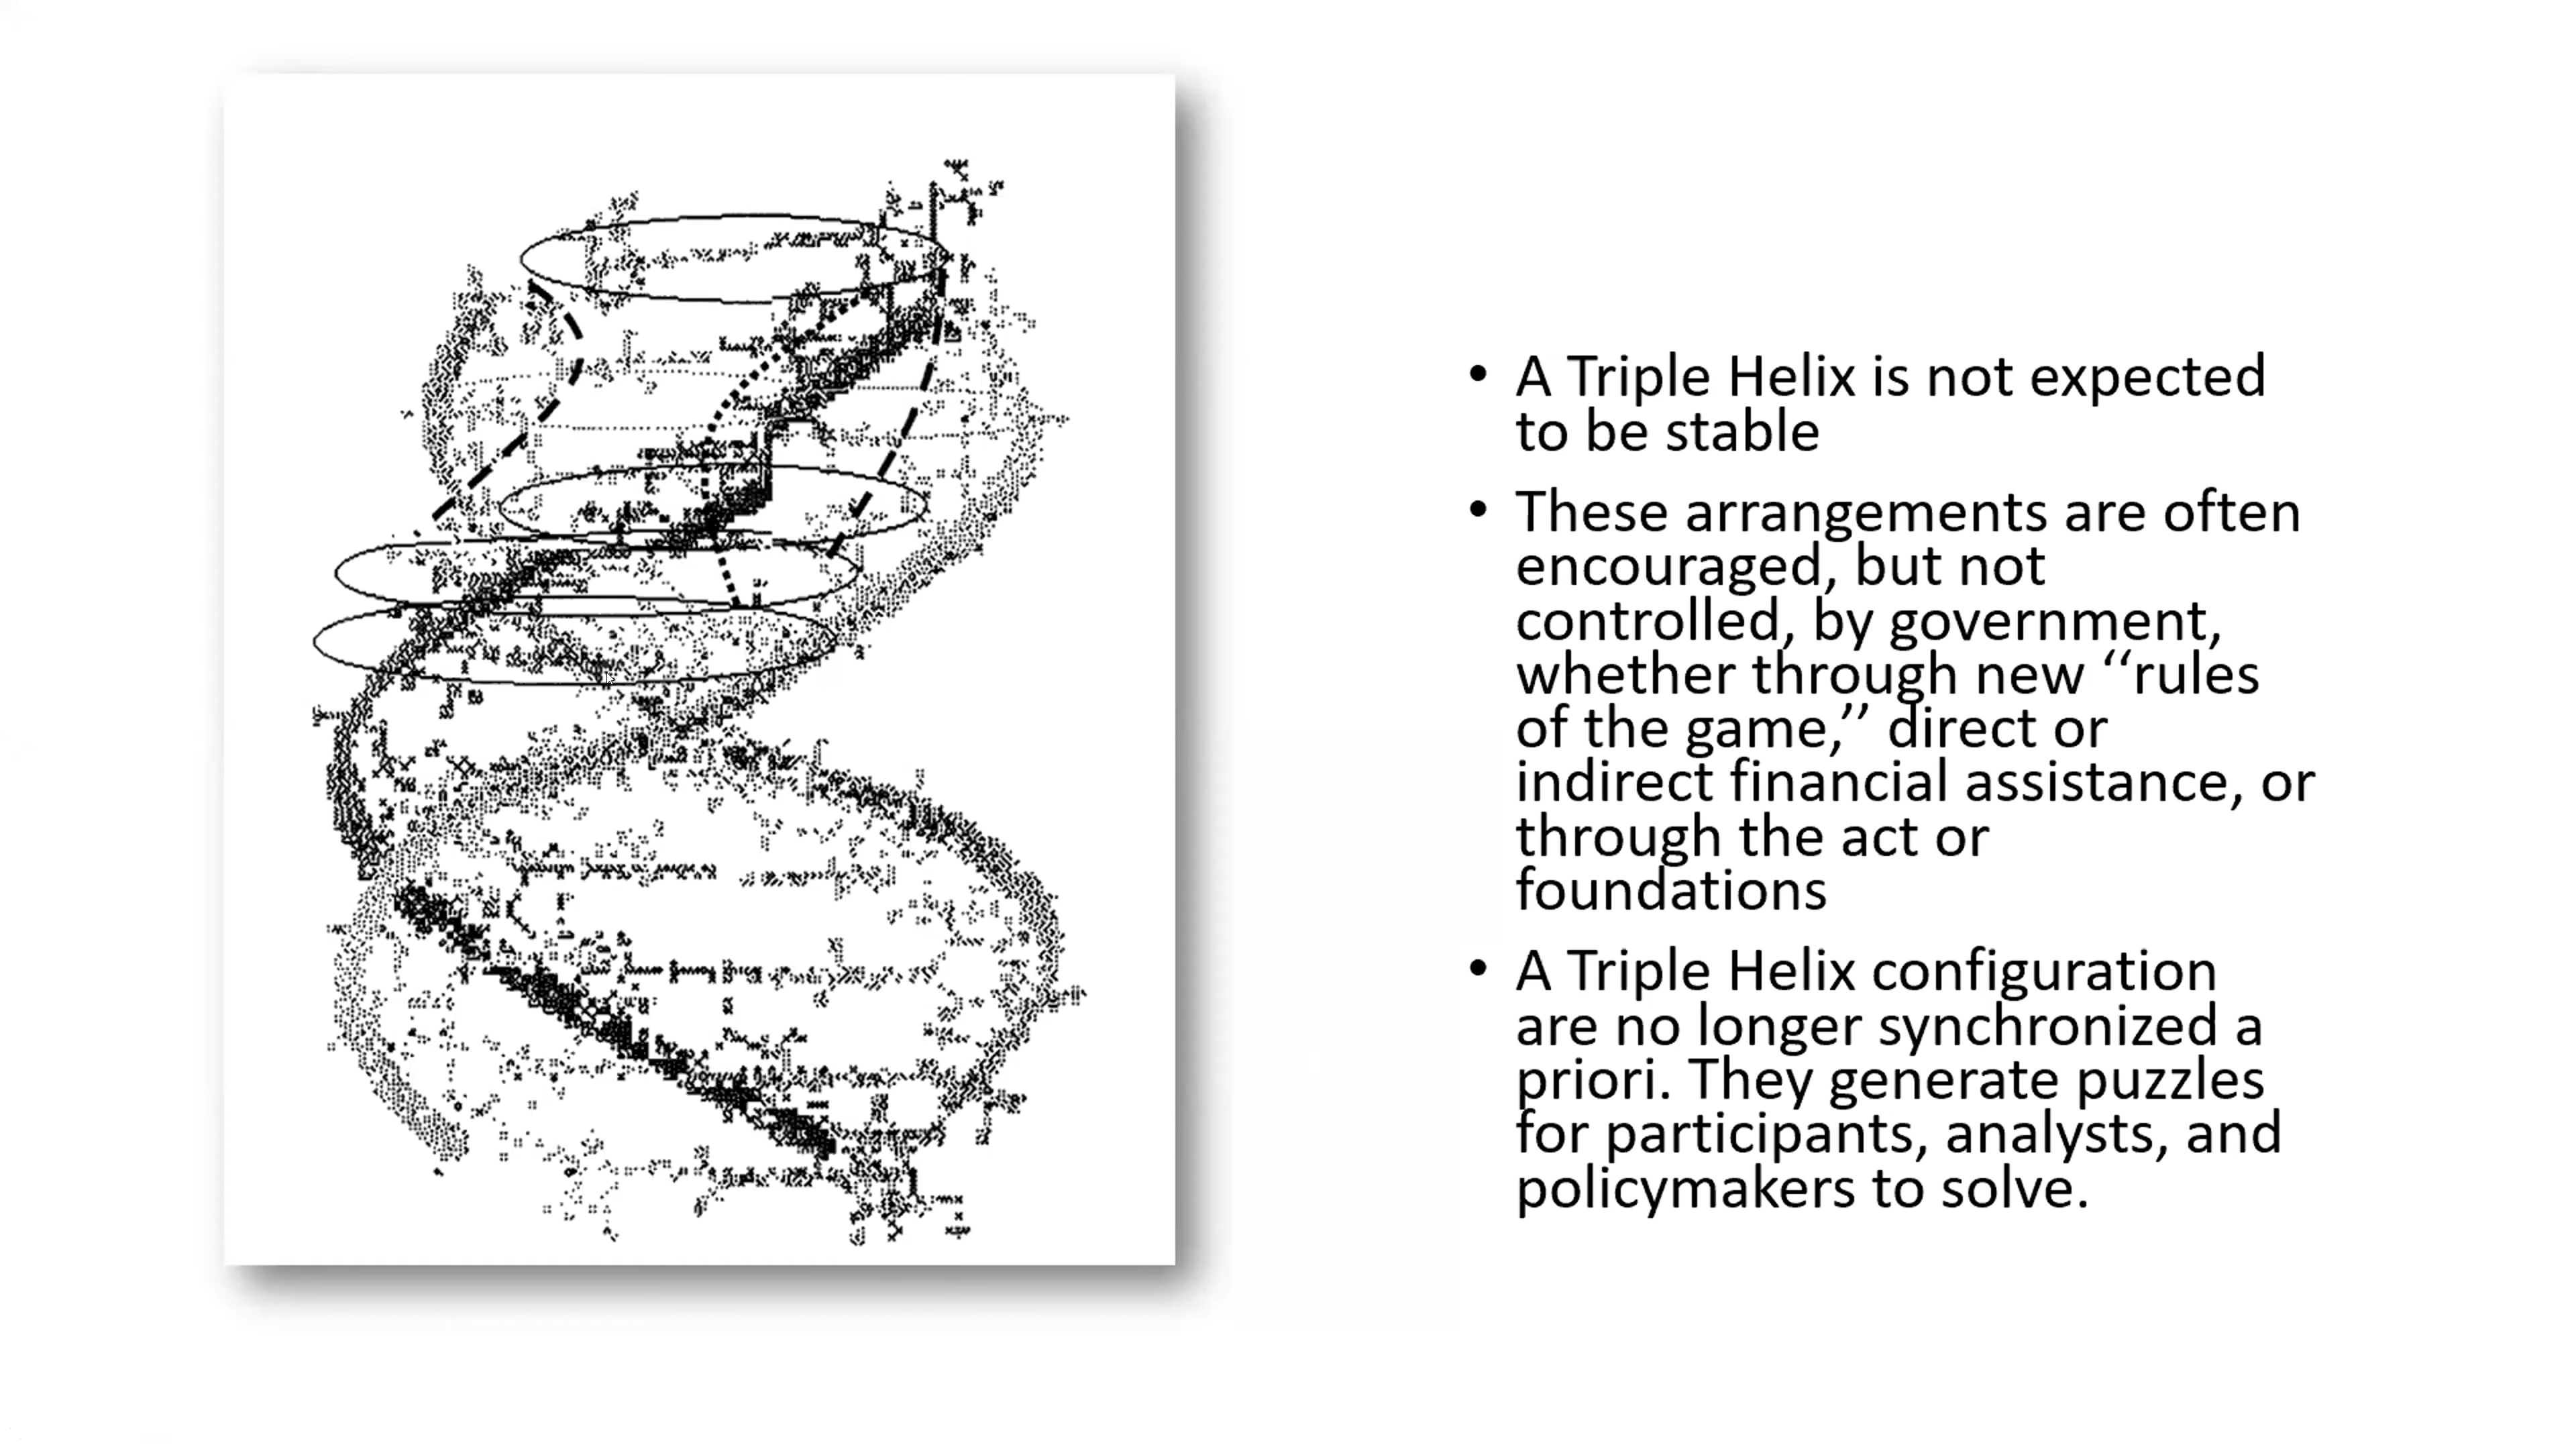 • A Triple Helix is not expected
to be stable
• These arrangements are often
encouraged, but not
controlled, by government,
whether through new ‘‘rules
of the game,’’ direct or
indirect financial assistance, or
through the act or
foundations
• A Triple Helix configuration
are no longer synchronized a
priori. They generate puzzles
for participants, analysts, and
policymakers to solve.